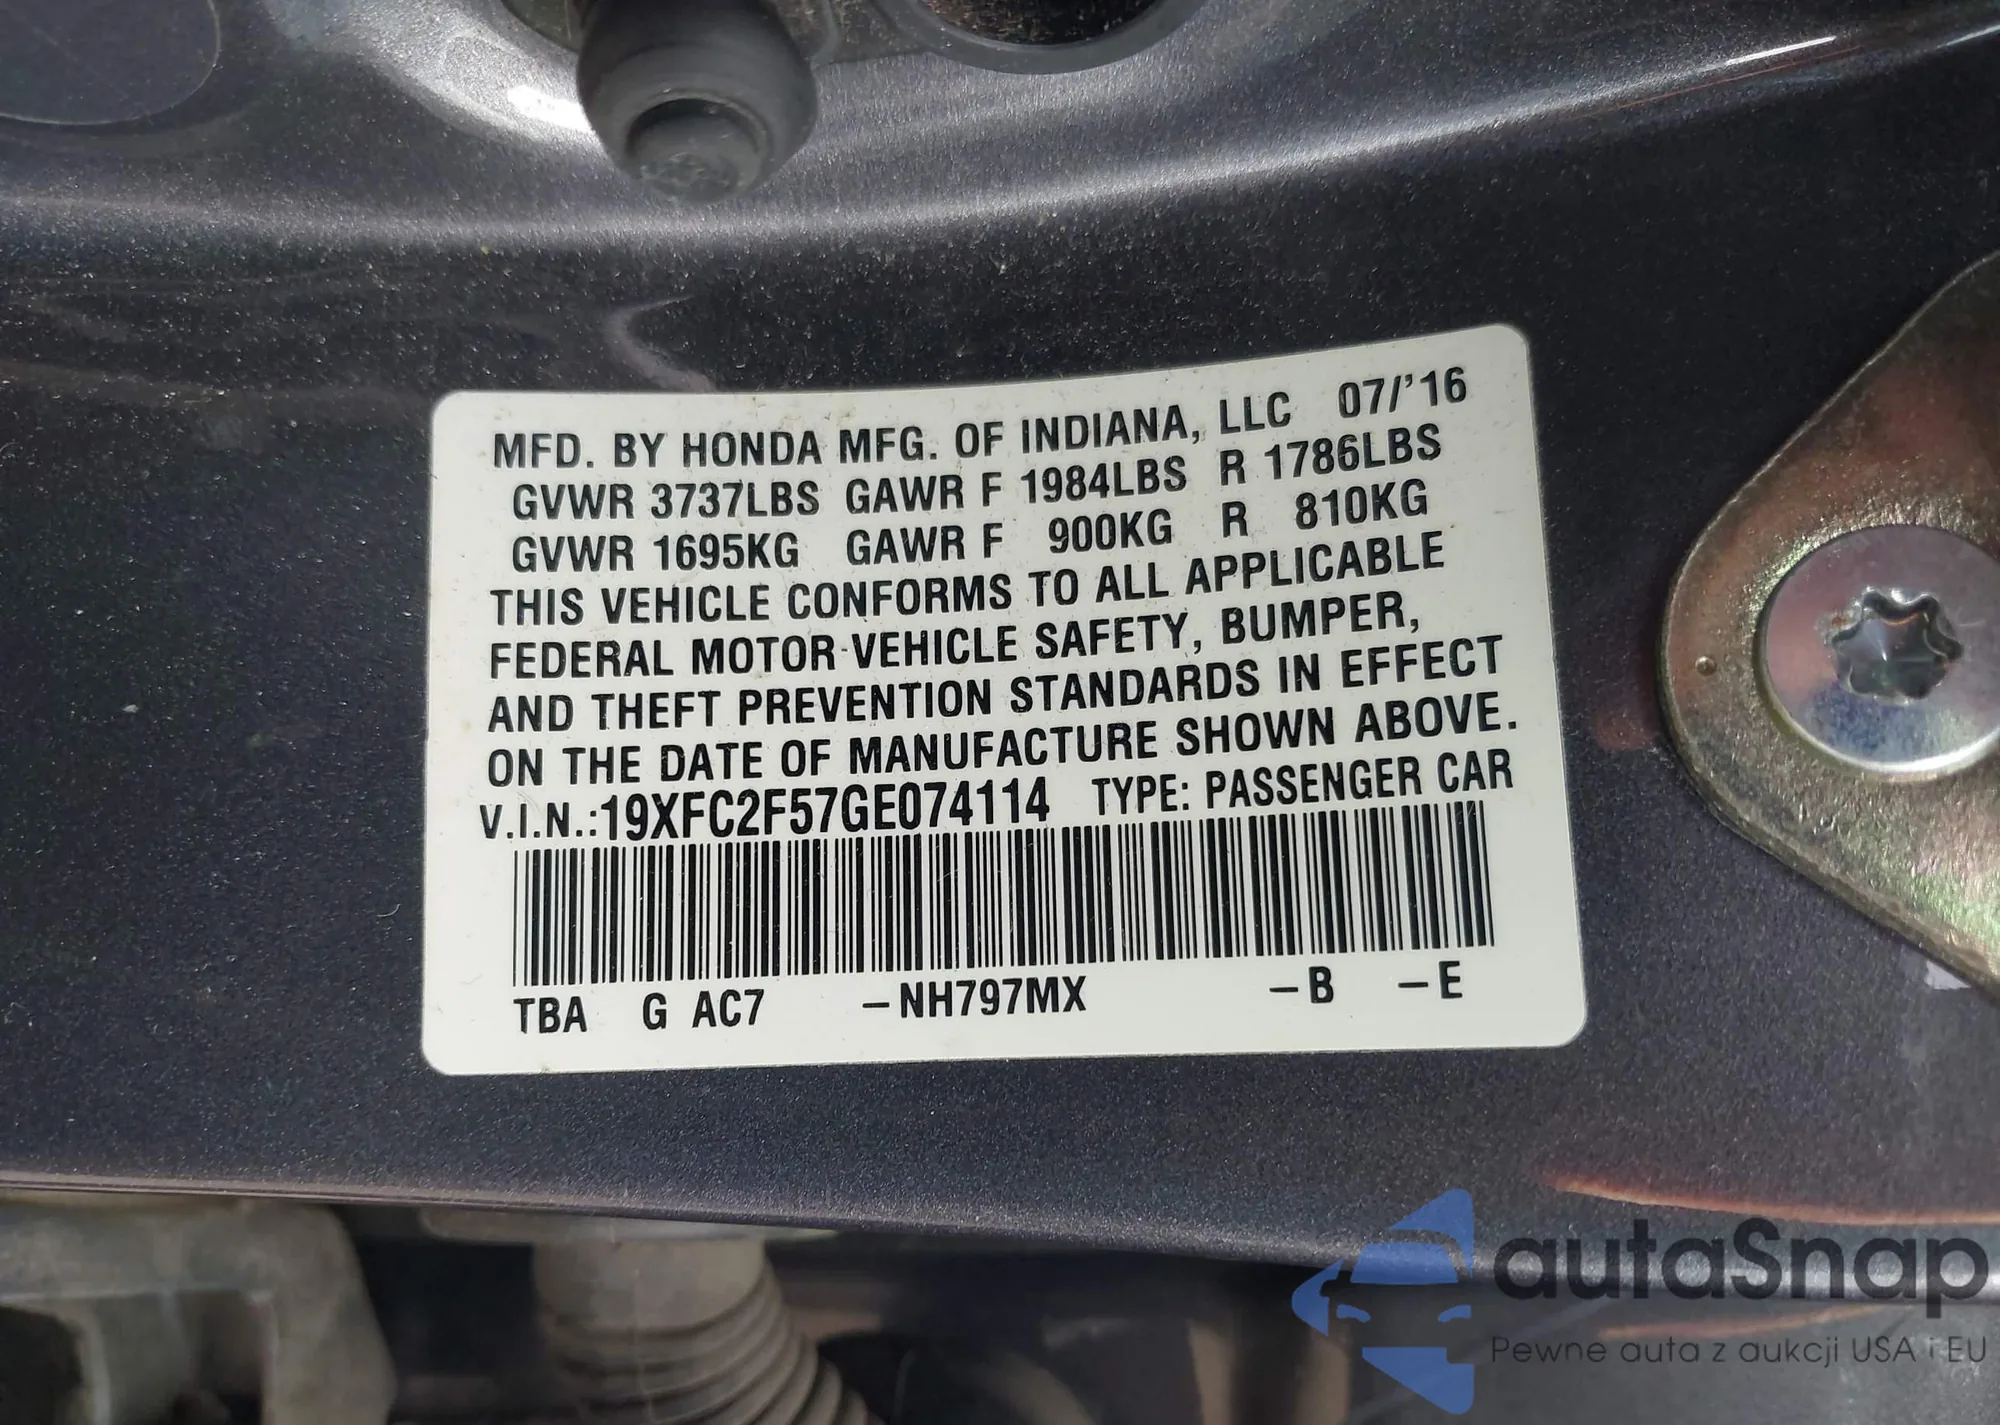 MFD. BY HONDA MFG. OF INDIANA, LLC 07/'16
GVWR 3737LBS GAWR F 1984LBS R 1786LBS
GVWR 1695KG GAWR F 900KG R 810KG
THIS VEHICLE CONFORMS TO ALL APPLICABLE
FEDERAL MOTOR VEHICLE SAFETY, BUMPER,
AND THEFT PREVENTION STANDARDS IN EFFECT
ON THE DATE OF MANUFACTURE SHOWN ABOVE.
V.I.N.:19XFC2F57GE074114 TYPE: PASSENGER CAR
TBA G AC7 –NH797MX –B –E
autaSnap
Pewne auta z aukcji USA i EU